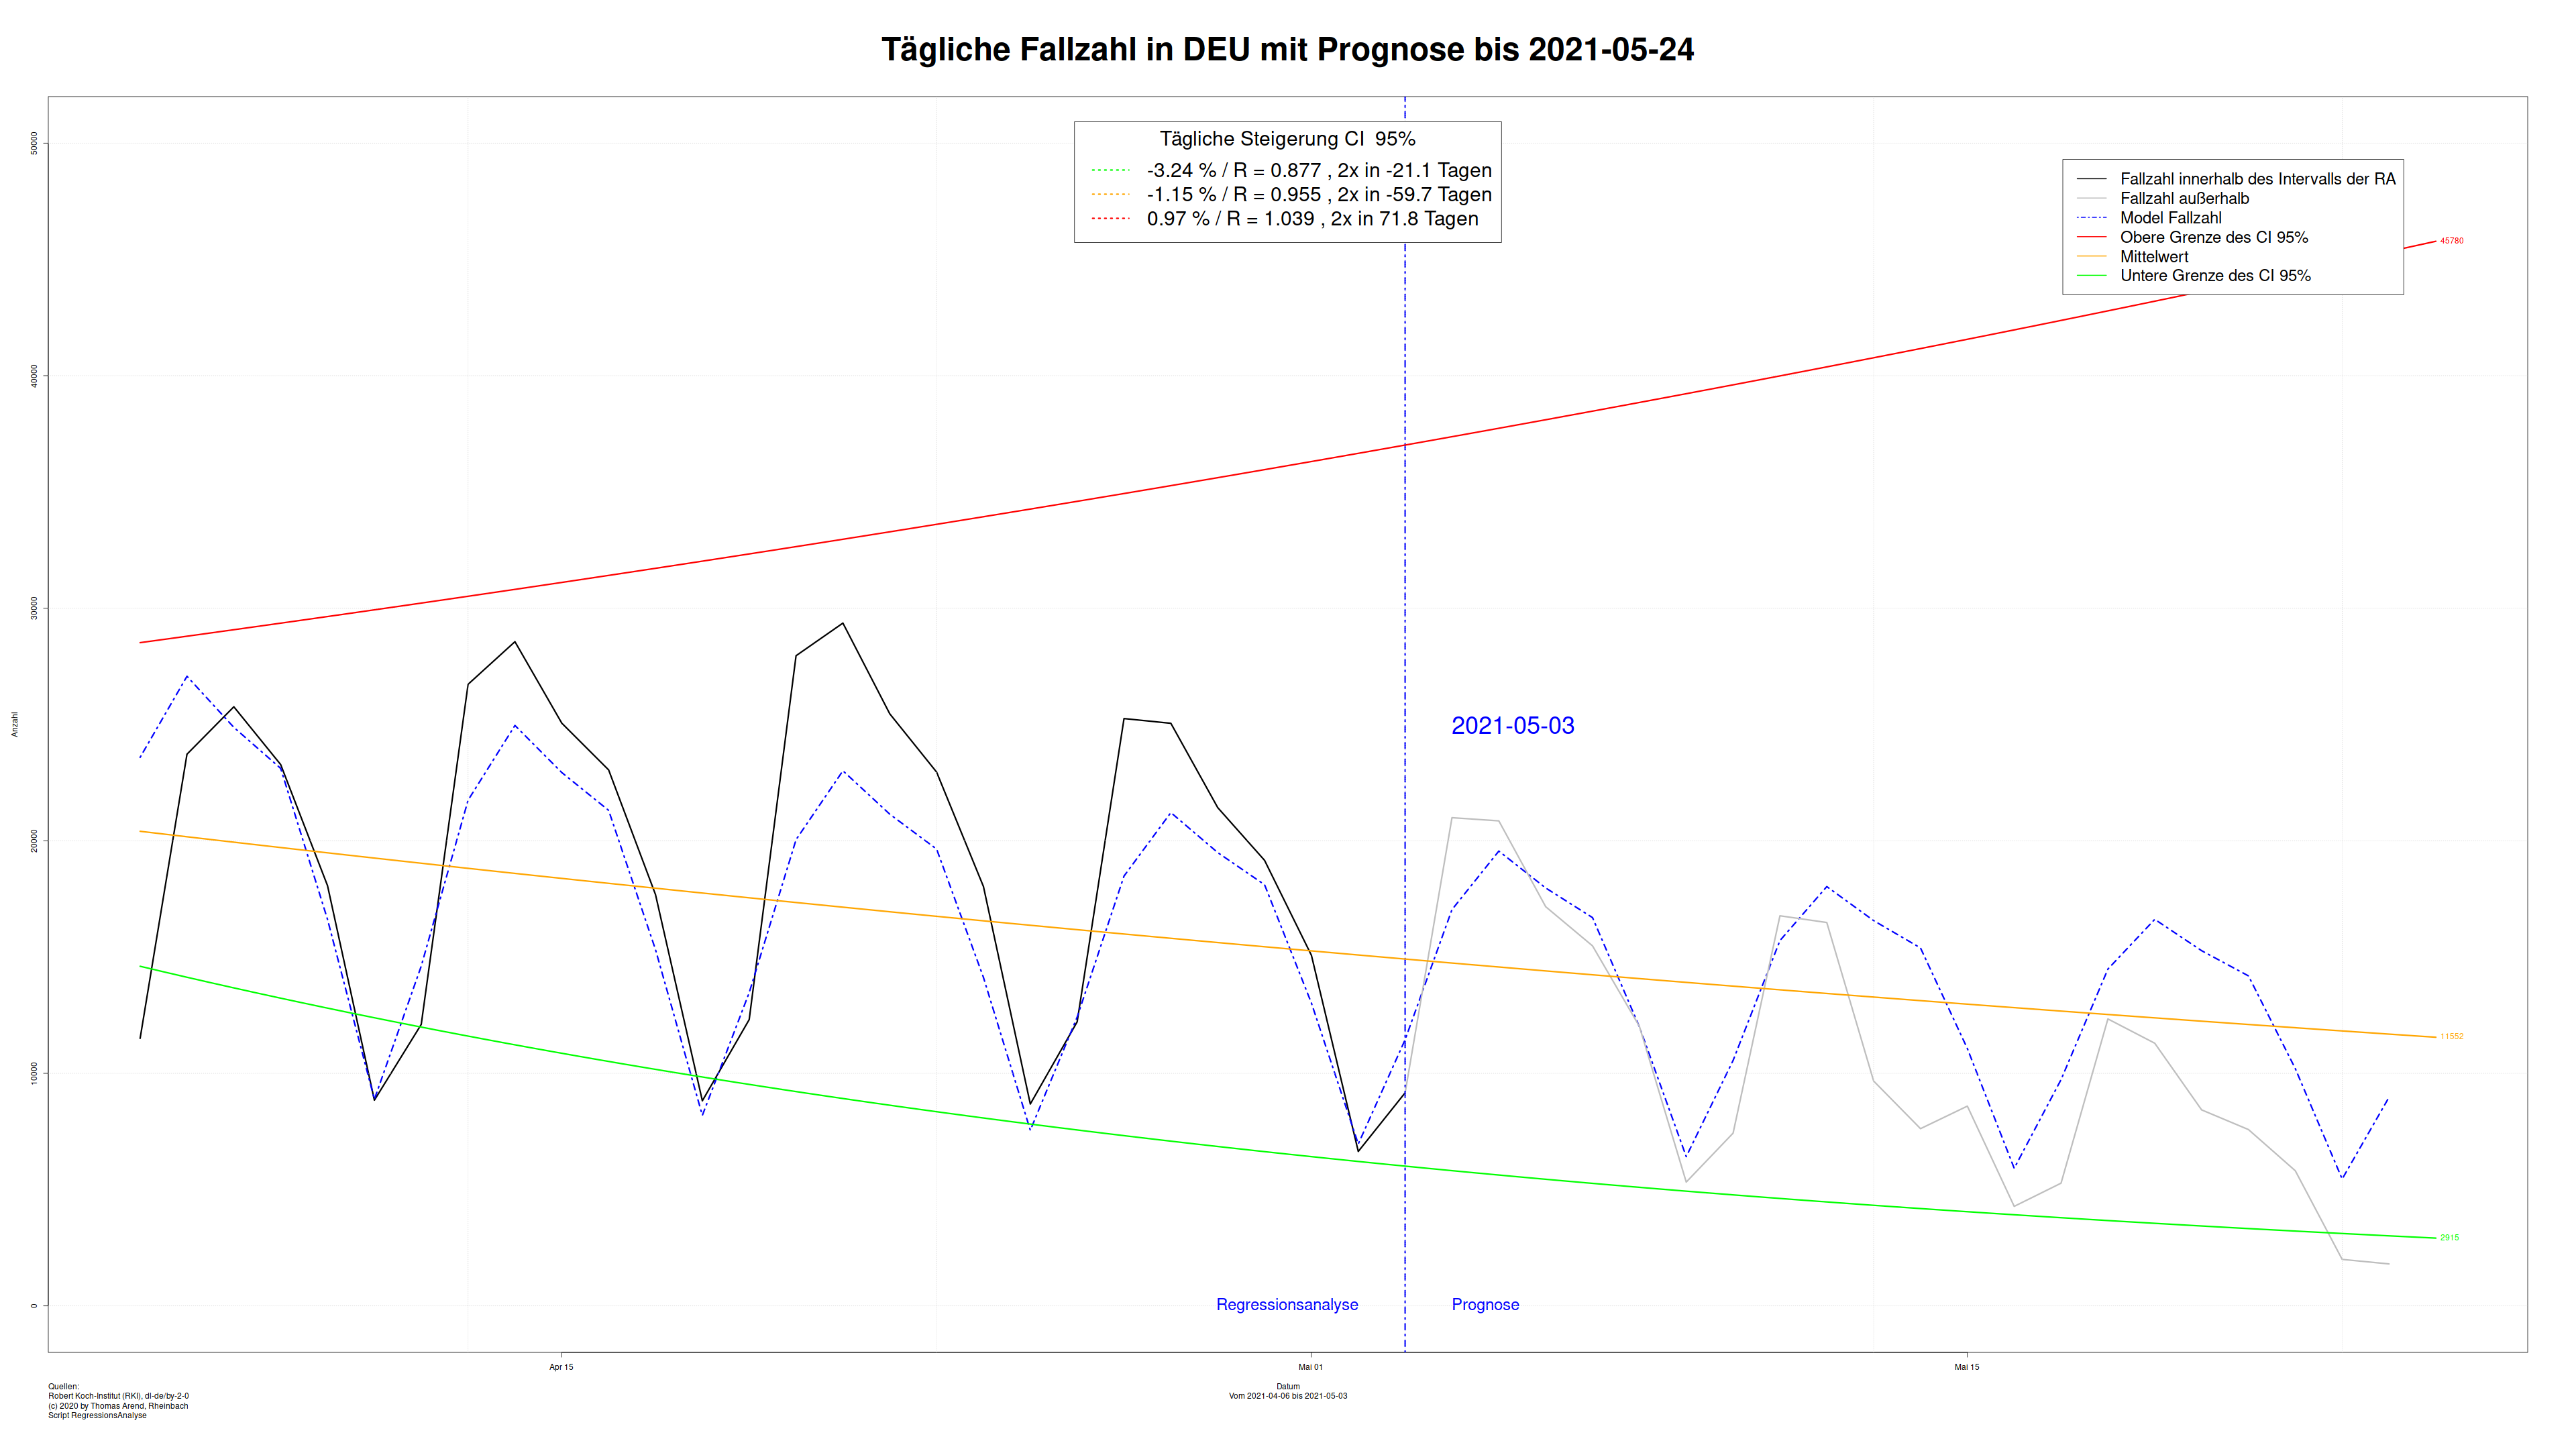 Tägliche Fallzahl in DEU mit Prognose bis 2021-05-24
Tägliche Steigerung CI  95%
-3.24 % / R = 0.877 , 2x in -21.1 Tagen
-1.15 % / R = 0.955 , 2x in -59.7 Tagen
0.97 % / R = 1.039 , 2x in 71.8 Tagen
Fallzahl innerhalb des Intervalls der RA
Fallzahl außerhalb
Model Fallzahl
Obere Grenze des CI 95%
Mittelwert
Untere Grenze des CI 95%
50000
40000
30000
20000
10000
0
Anzahl
45780
11552
2915
2021-05-03
Regressionsanalyse
Prognose
Apr 15
Mai 01
Mai 15
Datum
Vom 2021-04-06 bis 2021-05-03
Quellen:
Robert Koch-Institut (RKI), dl-de/by-2-0
(c) 2020 by Thomas Arend, Rheinbach
Script RegressionsAnalyse